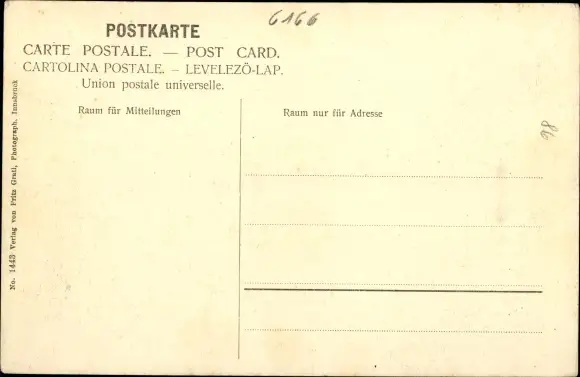 6166
POSTKARTE
CARTE POSTALE. — POST CARD.
CARTOLINA POSTALE. – LEVELEZÖ-LAP.
Union postale universelle.
Raum für Mitteilungen
Raum nur für Adresse
98
No. 1443 Verlag von Fritz Gratl, Photograph, Innsbruck